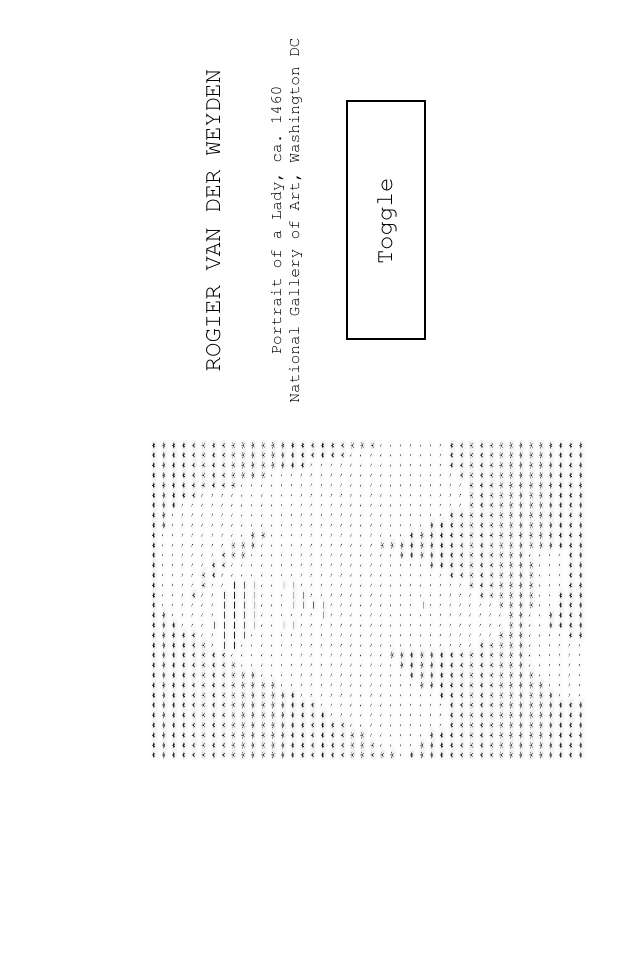 ROGIER VAN DER WEYDEN
Portrait of a Lady, ca. 1460
National Gallery of Art, Washington DC
Toggle